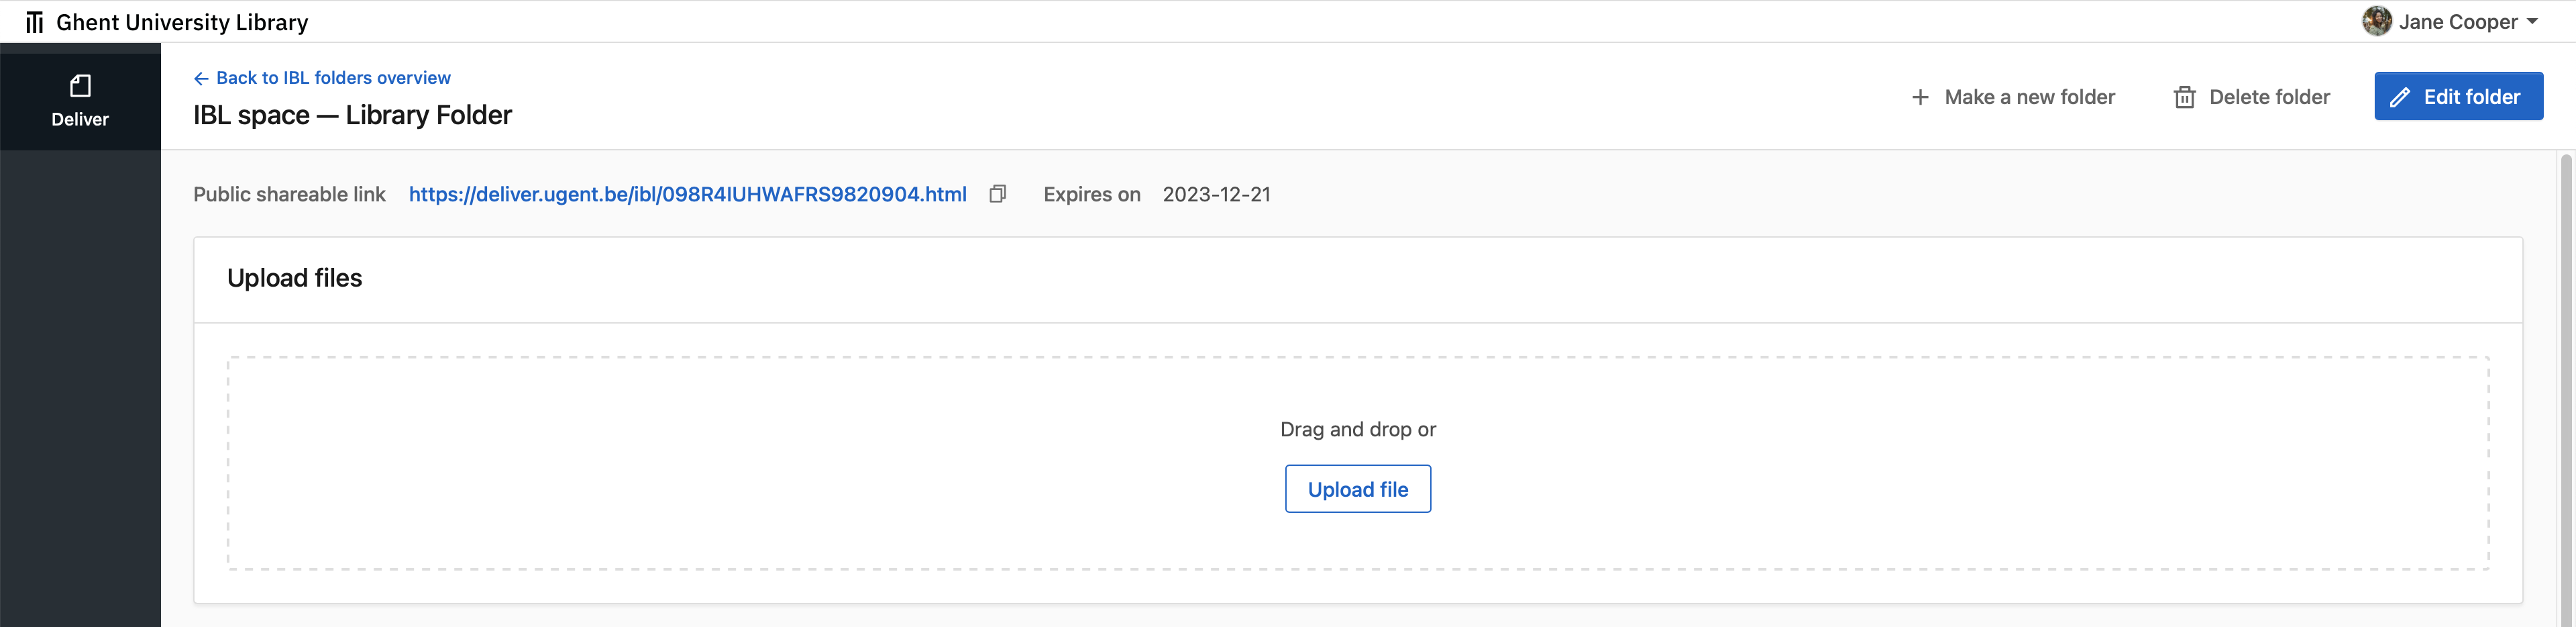 Ghent University Library
Jane Cooper
Deliver
Back to IBL folders overview
IBL space — Library Folder
Make a new folder
Delete folder
Edit folder
Public shareable link https://deliver.ugent.be/ibl/098R4IUHWAFRS9820904.html Expires on 2023-12-21
Upload files
Drag and drop or
Upload file